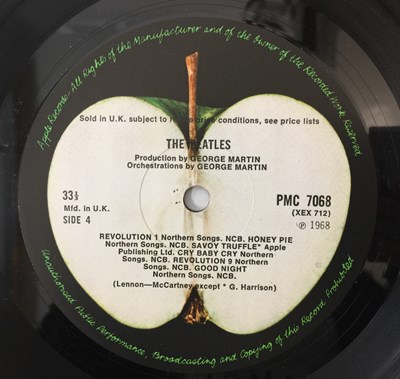 Apple Records · All Rights of the Manufacturer and of the Owner of the Recorded Work Reserved
Sold in U.K. subject to price conditions, see price lists
THE BEATLES
Production by GEORGE MARTIN
Orchestrations by GEORGE MARTIN
33⅓
Mfd. in U.K.
SIDE 4
PMC 7068
(XEX 712)
℗ 1968
REVOLUTION 1 Northern Songs. NCB. HONEY PIE
Northern Songs. NCB. SAVOY TRUFFLE* Apple
Publishing Ltd. CRY BABY CRY Northern
Songs. NCB. REVOLUTION 9 Northern
Songs. NCB. GOOD NIGHT
Northern Songs. NCB.
(Lennon—McCartney except * G. Harrison)
Unauthorised Public Performance, Broadcasting and Copying of this Record Prohibited